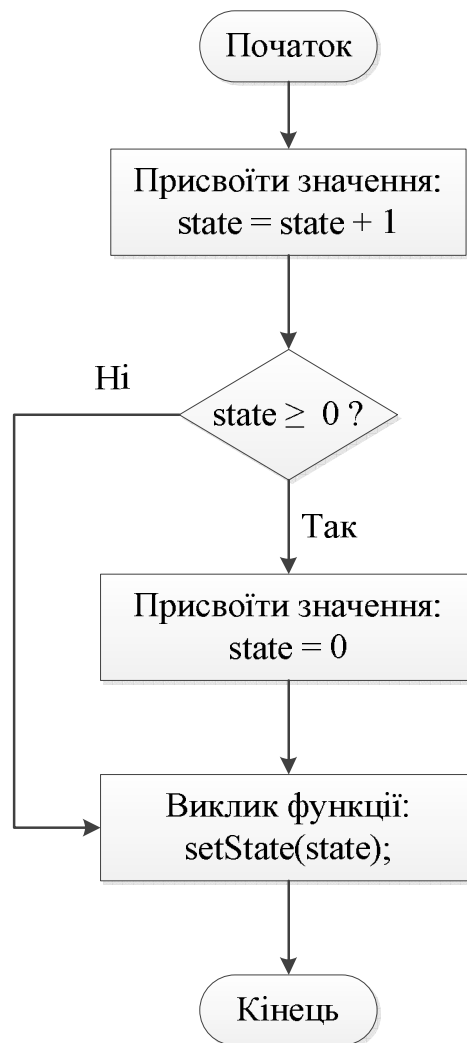 Початок
Присвоїти значення:
state = state + 1
Ні
state ≥ 0 ?
Так
Присвоїти значення:
state = 0
Виклик функції:
setState(state);
Кінець